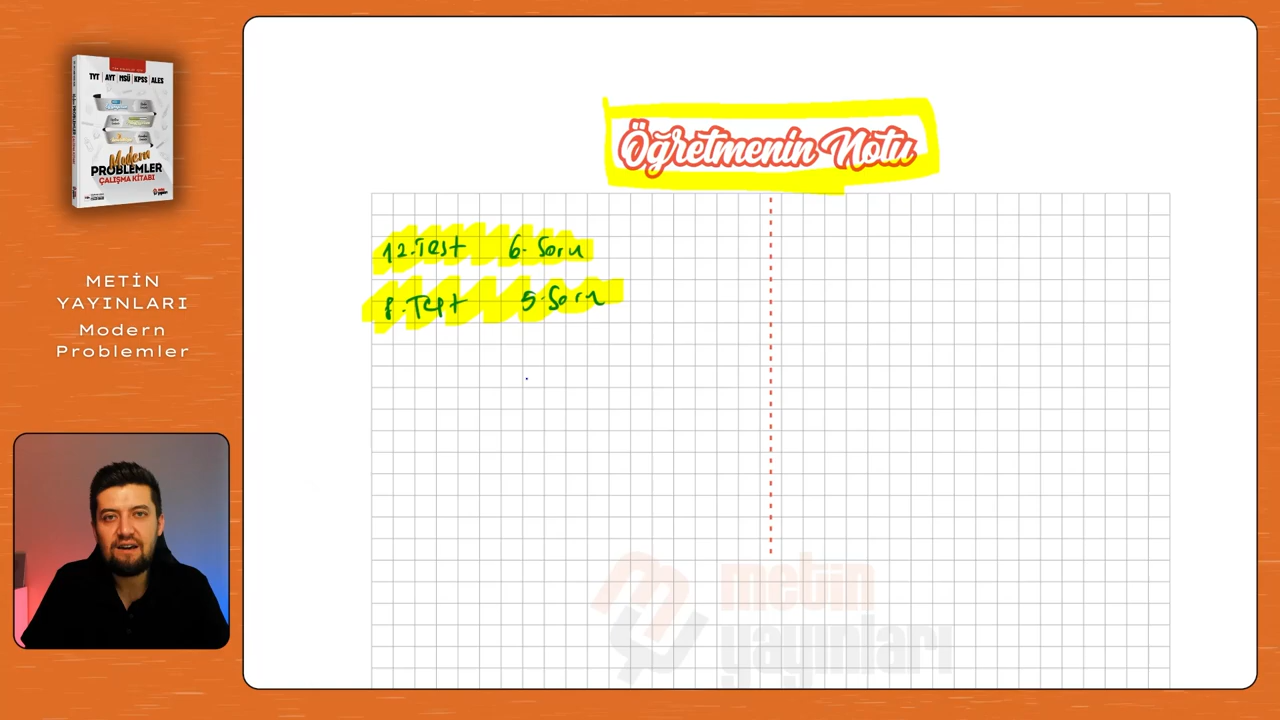 TYT AYT MSÜ KPSS ALES
Modern
PROBLEMLER
ÇALIŞMA KİTABI
METİN
YAYINLARI
Modern
Problemler
Öğretmenin Notu
12.Test 6. Soru
8.Test 5.Soru
metin
yayınları